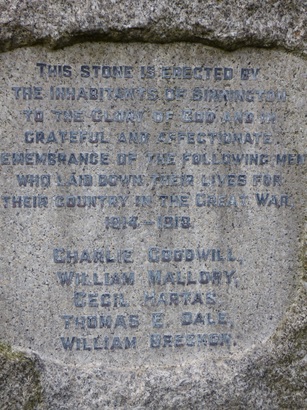 THIS STONE IS ERECTED BY
THE INHABITANTS OF SINNINGTON
TO THE GLORY OF GOD AND IN
GRATEFUL AND AFFECTIONATE
REMEMBRANCE OF THE FOLLOWING MEN
WHO LAID DOWN THEIR LIVES FOR
THEIR COUNTRY IN THE GREAT WAR
1914-1918.
CHARLIE GOODWILL,
WILLIAM MALLORY,
CECIL HARTAS,
THOMAS E. DALE,
WILLIAM